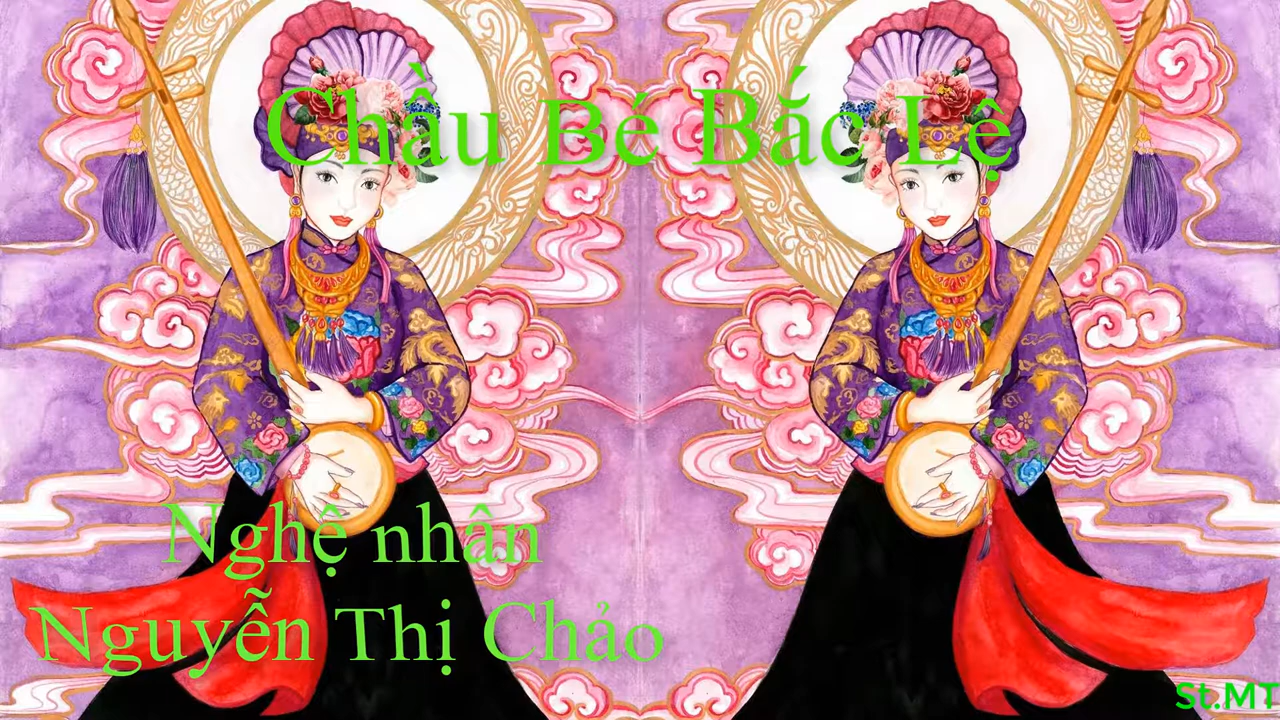 Chầu Bé Bắc Lệ
Nghệ nhân
Nguyễn Thị Chảo
St.MT